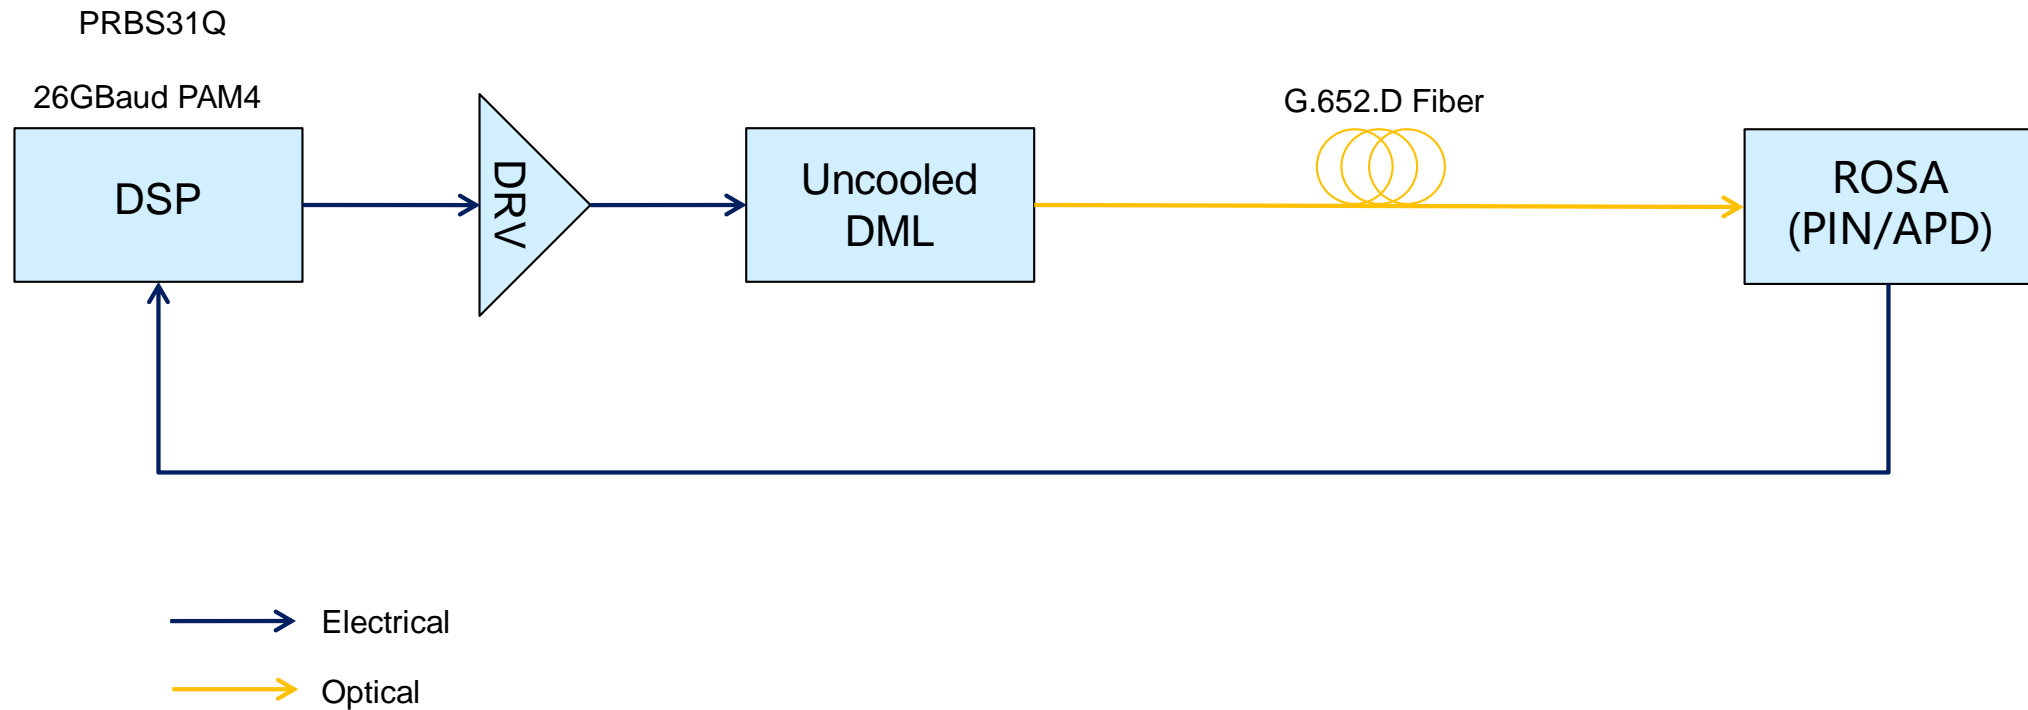 PRBS31Q
26GBaud PAM4
DSP
DRV
Uncooled
DML
G.652.D Fiber
ROSA
(PIN/APD)
Electrical
Optical